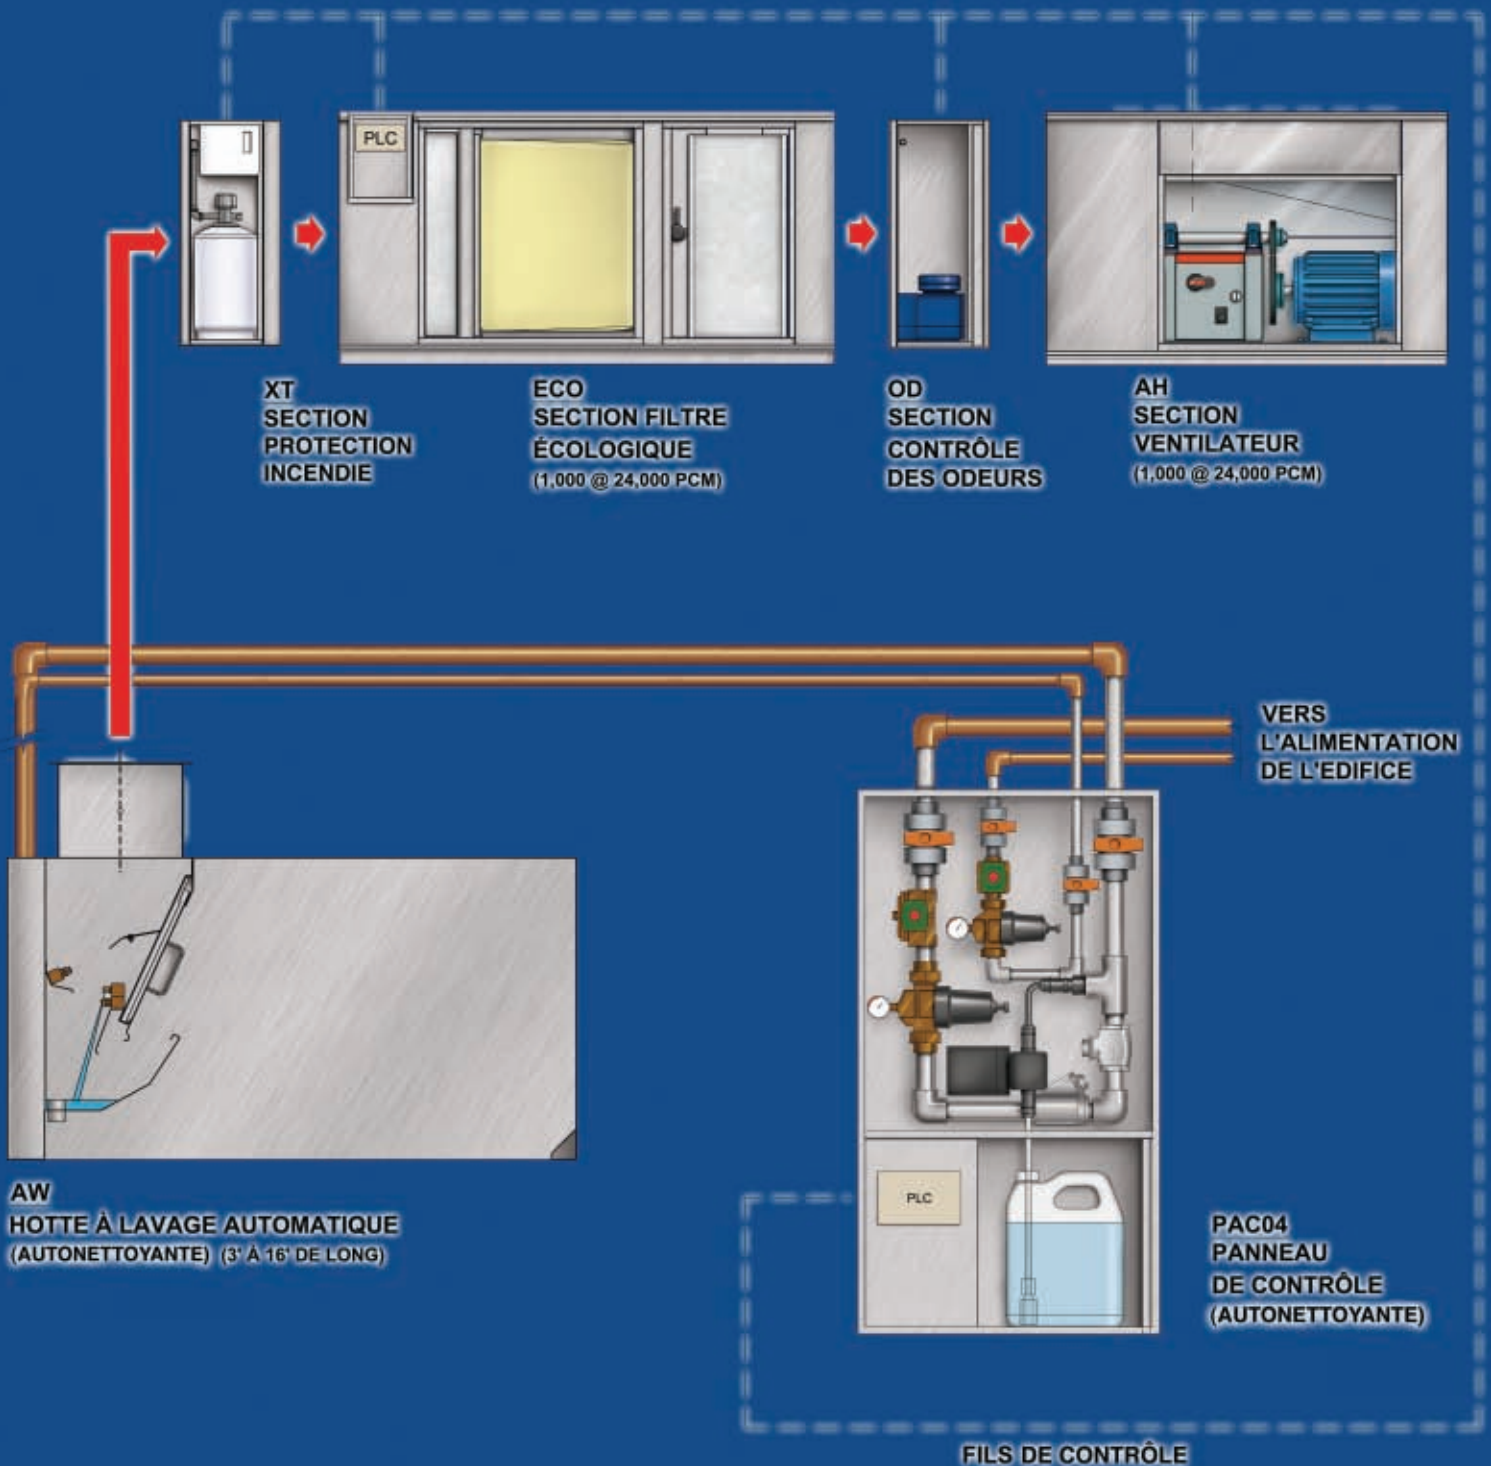 PLC
XT
SECTION
PROTECTION
INCENDIE
ECO
SECTION FILTRE
ÉCOLOGIQUE
(1,000 @ 24,000 PCM)
OD
SECTION
CONTRÔLE
DES ODEURS
AH
SECTION
VENTILATEUR
(1,000 @ 24,000 PCM)
VERS
L'ALIMENTATION
DE L'EDIFICE
AW
HOTTE À LAVAGE AUTOMATIQUE
(AUTONETTOYANTE) (3' À 16' DE LONG)
PLC
PAC04
PANNEAU
DE CONTRÔLE
(AUTONETTOYANTE)
FILS DE CONTRÔLE